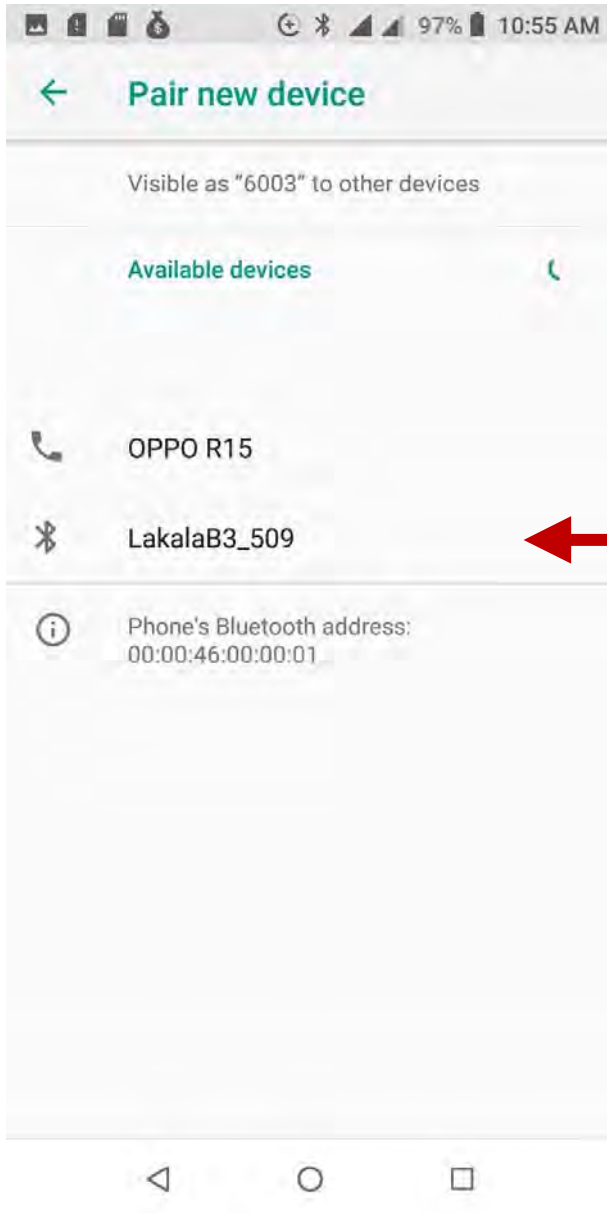 97% 10:55 AM
Pair new device
Visible as "6003" to other devices
Available devices
OPPO R15
LakalaB3_509
Phone's Bluetooth address:
00:00:46:00:00:01